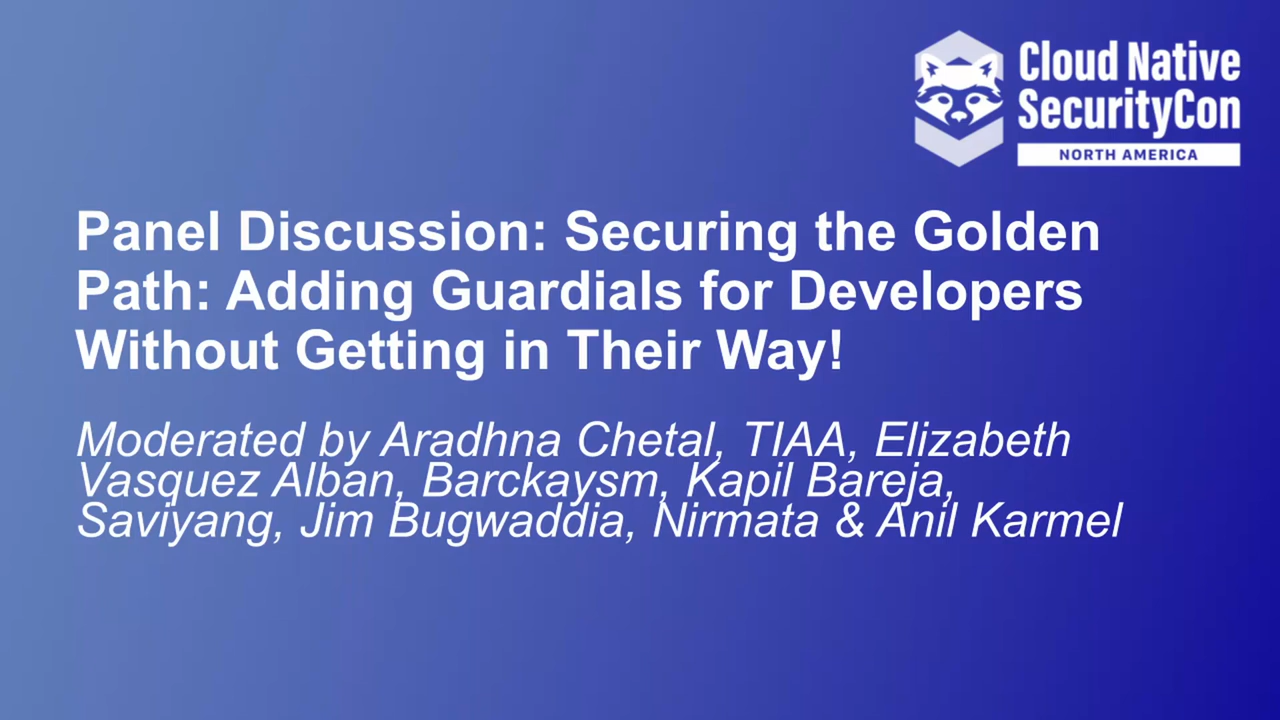 Cloud Native
SecurityCon
NORTH AMERICA
Panel Discussion: Securing the Golden
Path: Adding Guardials for Developers
Without Getting in Their Way!
Moderated by Aradhna Chetal, TIAA, Elizabeth
Vasquez Alban, Barckaysm, Kapil Bareja,
Saviyang, Jim Bugwaddia, Nirmata & Anil Karmel